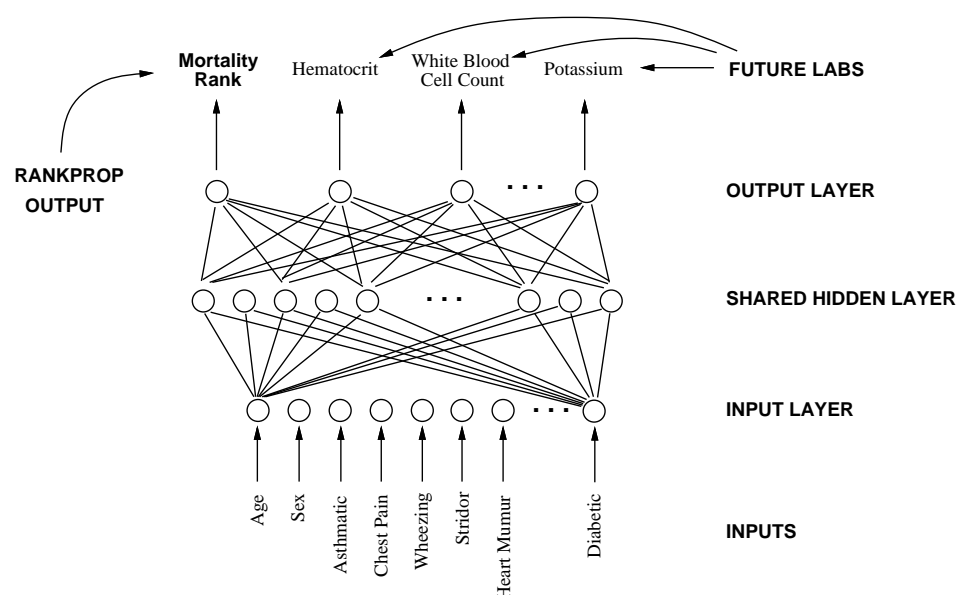 Mortality
Rank
Hematocrit
White Blood
Cell Count
Potassium
FUTURE LABS
RANKPROP
OUTPUT
. . .
OUTPUT LAYER
. . .
SHARED HIDDEN LAYER
. . .
INPUT LAYER
Age
Sex
Asthmatic
Chest Pain
Wheezing
Stridor
Heart Mumur
Diabetic
INPUTS